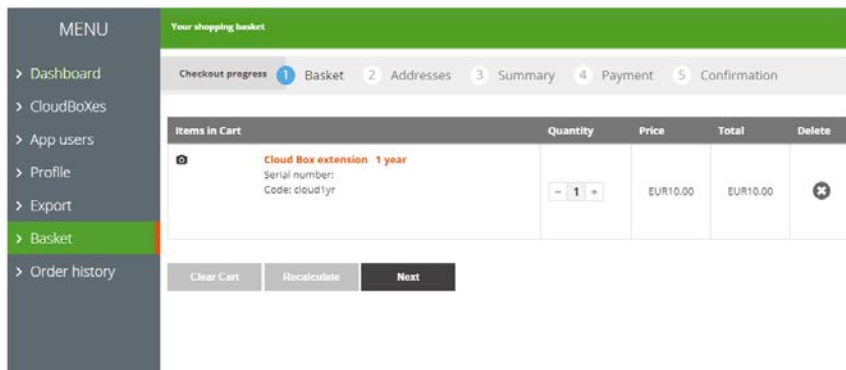 MENU
Dashboard
CloudBoXes
App users
Profile
Export
Basket
Order history
Your shopping basket
Checkout progress 1 Basket 2 Addresses 3 Summary 4 Payment 5 Confirmation
Items in Cart Quantity Price Total Delete
Cloud Box extension 1 year
Serial number:
Code: cloud1yr
- 1 + EUR10.00 EUR10.00
Clear Cart Recalculate Next